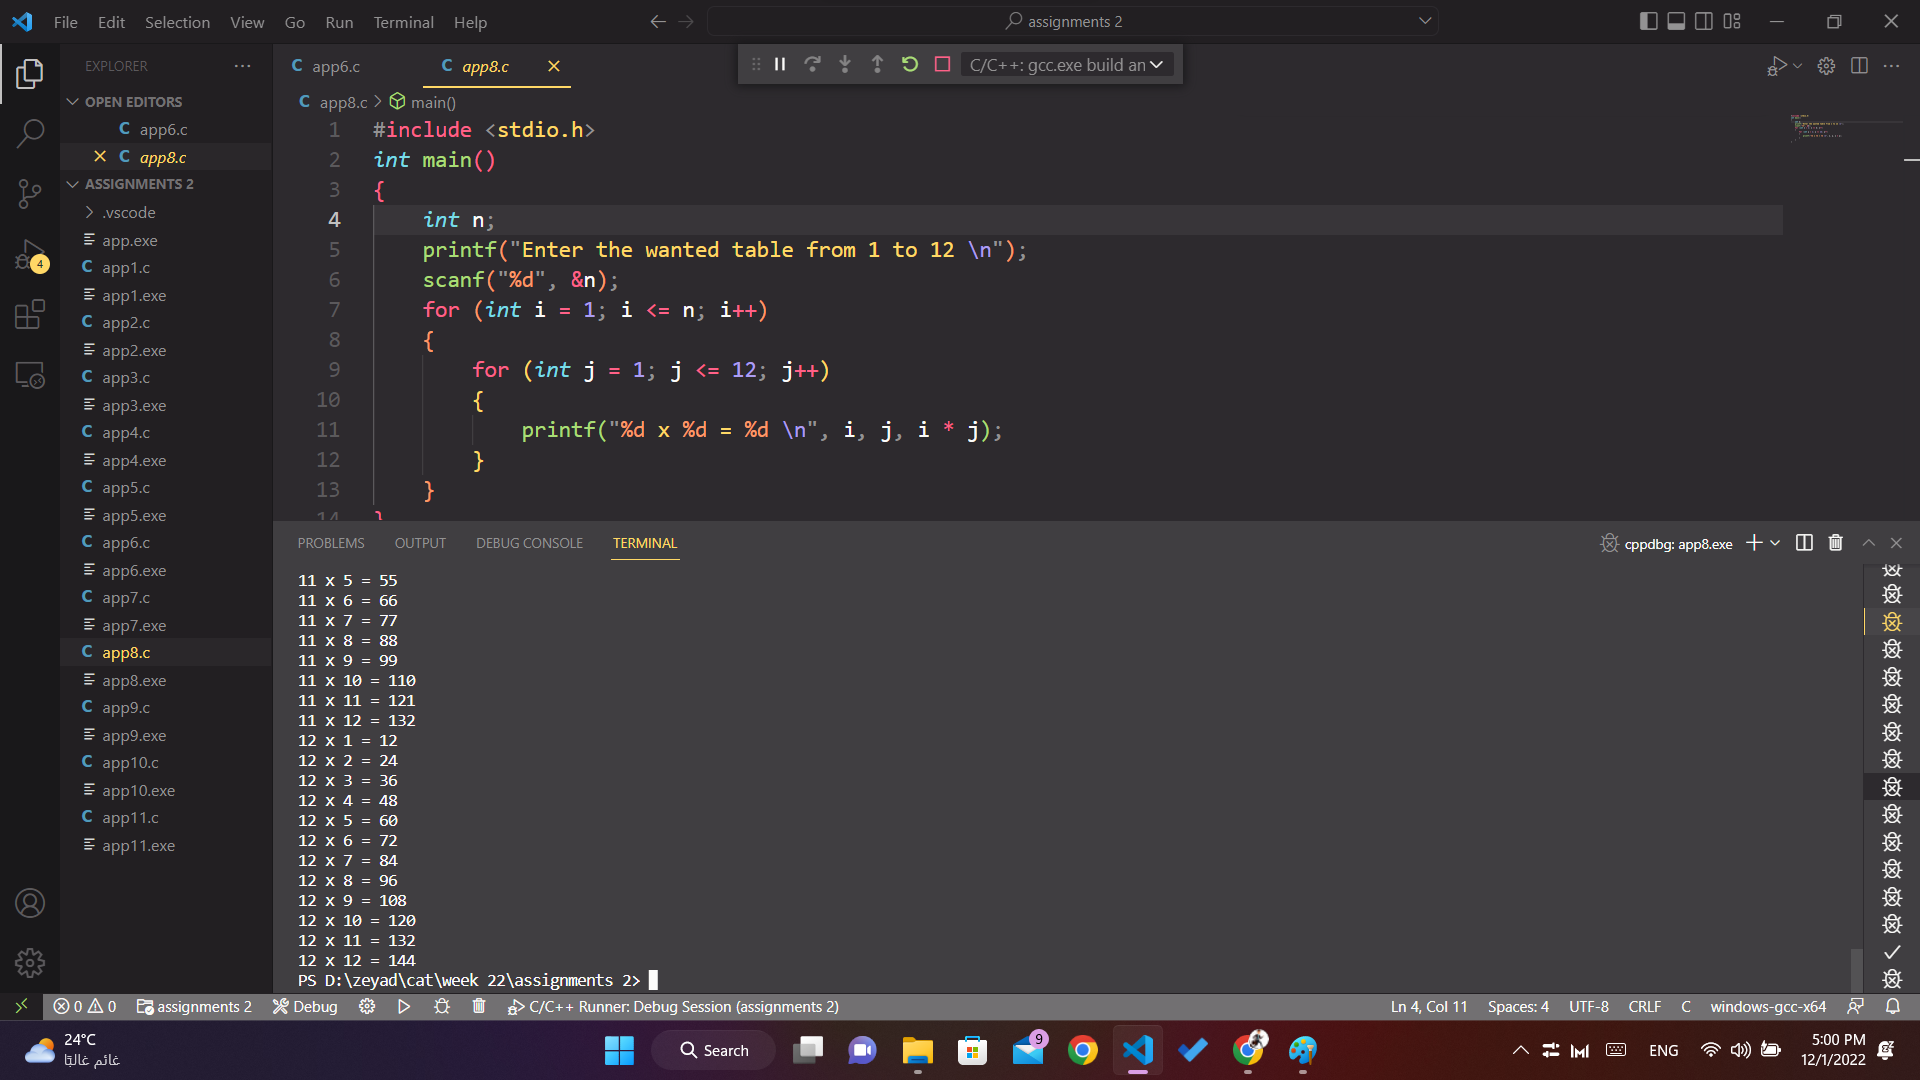 File Edit Selection View Go Run Terminal Help
assignments 2
EXPLORER
OPEN EDITORS
app6.c
app8.c
ASSIGNMENTS 2
.vscode
app.exe
app1.c
app1.exe
app2.c
app2.exe
app3.c
app3.exe
app4.c
app4.exe
app5.c
app5.exe
app6.c
app6.exe
app7.c
app7.exe
app8.c
app8.exe
app9.c
app9.exe
app10.c
app10.exe
app11.c
app11.exe
4
app6.c
app8.c
C/C++: gcc.exe build an
app8.c > main()
1 #include <stdio.h>
2 int main()
3 {
4 int n;
5 printf("Enter the wanted table from 1 to 12 \n");
6 scanf("%d", &n);
7 for (int i = 1; i <= n; i++)
8 {
9 for (int j = 1; j <= 12; j++)
10 {
11 printf("%d x %d = %d \n", i, j, i * j);
12 }
13 }
14 }
PROBLEMS OUTPUT DEBUG CONSOLE TERMINAL
cppdbg: app8.exe
11 x 5 = 55
11 x 6 = 66
11 x 7 = 77
11 x 8 = 88
11 x 9 = 99
11 x 10 = 110
11 x 11 = 121
11 x 12 = 132
12 x 1 = 12
12 x 2 = 24
12 x 3 = 36
12 x 4 = 48
12 x 5 = 60
12 x 6 = 72
12 x 7 = 84
12 x 8 = 96
12 x 9 = 108
12 x 10 = 120
12 x 11 = 132
12 x 12 = 144
PS D:\zeyad\cat\week 22\assignments 2>
0 0 assignments 2 Debug C/C++ Runner: Debug Session (assignments 2)
Ln 4, Col 11 Spaces: 4 UTF-8 CRLF C windows-gcc-x64
24°C
غائم غالبًا
Search
9
ENG
5:00 PM
12/1/2022